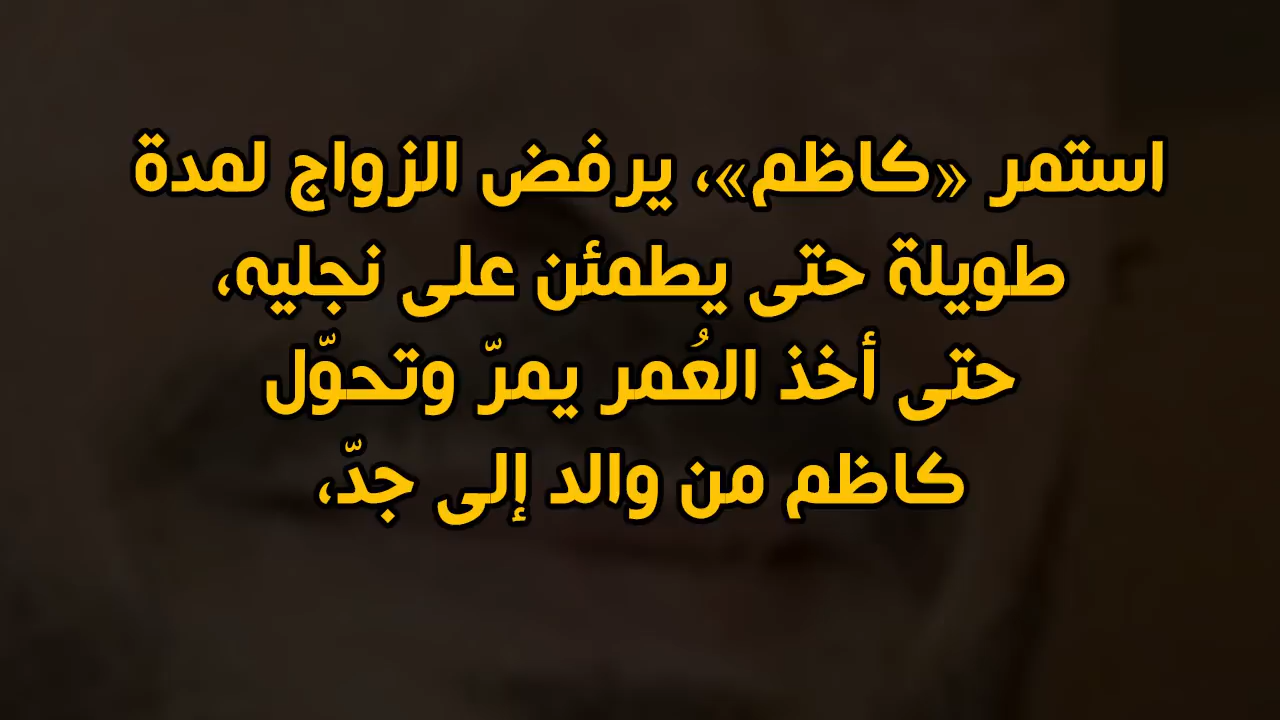 استمر «كاظم»، يرفض الزواج لمدة
طويلة حتى يطمئن على نجليه،
حتى أخذ العُمر يمرّ وتحوّل
كاظم من والد إلى جدّ،